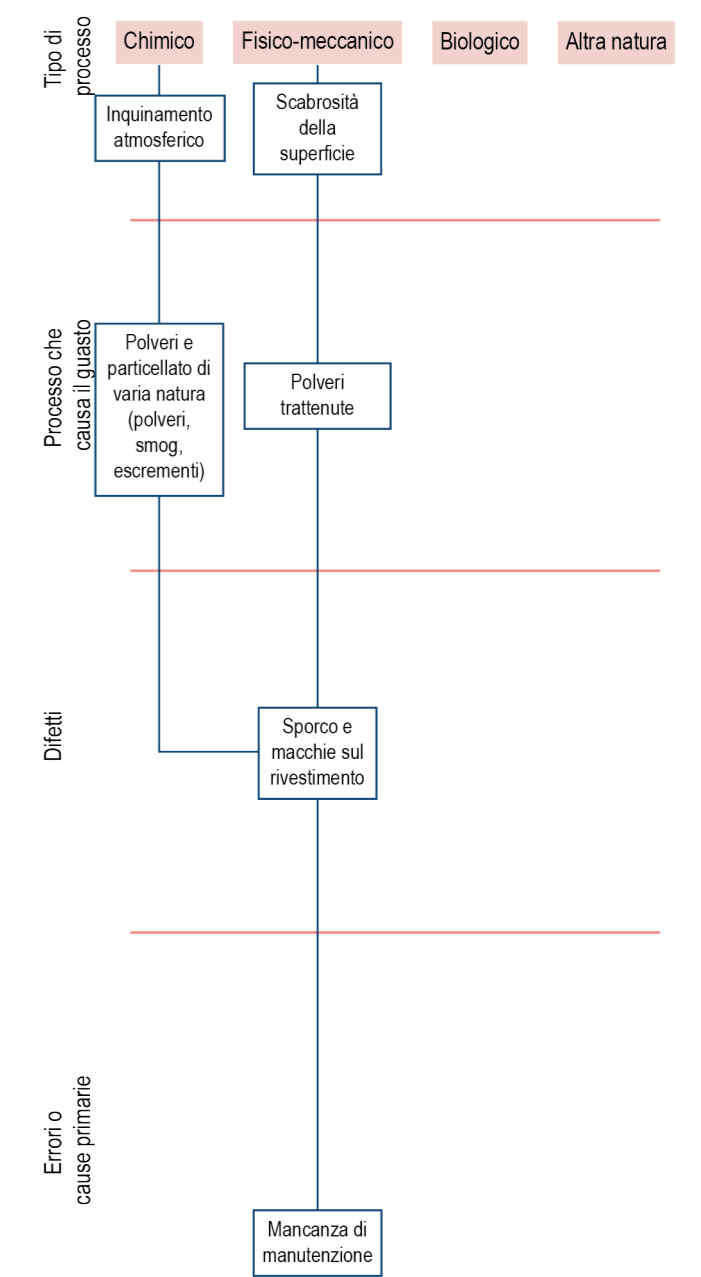 Tipo di
processo
Chimico
Fisico-meccanico
Biologico
Altra natura
Inquinamento
atmosferico
Scabrosità
della
superficie
Processo che
causa il guasto
Polveri e
particellato di
varia natura
(polveri,
smog,
escrementi)
Polveri
trattenute
Difetti
Sporco e
macchie sul
rivestimento
Errori o
cause primarie
Mancanza di
manutenzione